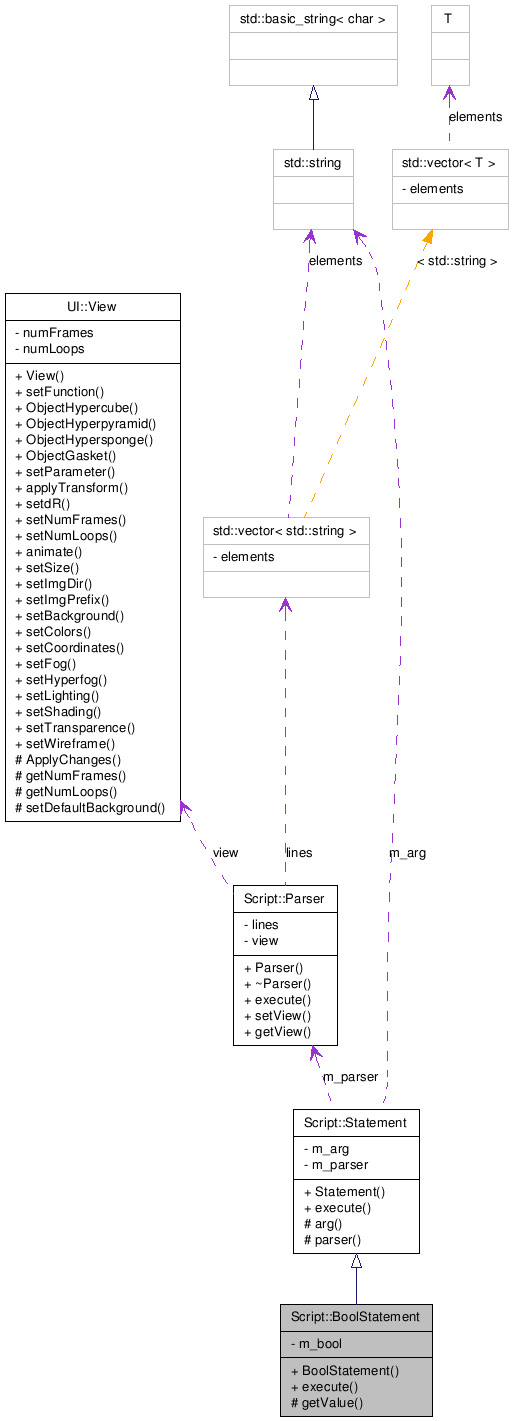 std::basic_string< char >
T
elements
std::string
std::vector< T >
- elements
elements
< std::string >
UI::View
- numFrames
- numLoops
+ View()
+ setFunction()
+ ObjectHypercube()
+ ObjectHyperpyramid()
+ ObjectHypersponge()
+ ObjectGasket()
+ setParameter()
+ applyTransform()
+ setdR()
+ setNumFrames()
+ setNumLoops()
+ animate()
+ setSize()
+ setImgDir()
+ setImgPrefix()
+ setBackground()
+ setColors()
+ setCoordinates()
+ setFog()
+ setHyperfog()
+ setLighting()
+ setShading()
+ setTransparence()
+ setWireframe()
# ApplyChanges()
# getNumFrames()
# getNumLoops()
# setDefaultBackground()
std::vector< std::string >
- elements
view
lines
m_arg
Script::Parser
- lines
- view
+ Parser()
+ ~Parser()
+ execute()
+ setView()
+ getView()
m_parser
Script::Statement
- m_arg
- m_parser
+ Statement()
+ execute()
# arg()
# parser()
Script::BoolStatement
- m_bool
+ BoolStatement()
+ execute()
# getValue()